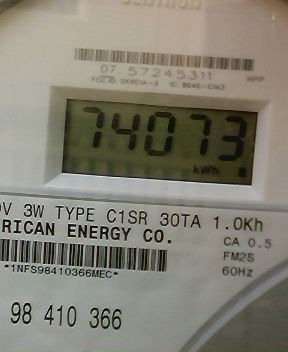 07 57245311
74073
kWh
V 3W TYPE C1SR 30TA 1.0Kh
RICAN ENERGY CO.
CA 0.5
FM2S
60Hz
*1NFS98410366MEC*
98 410 366